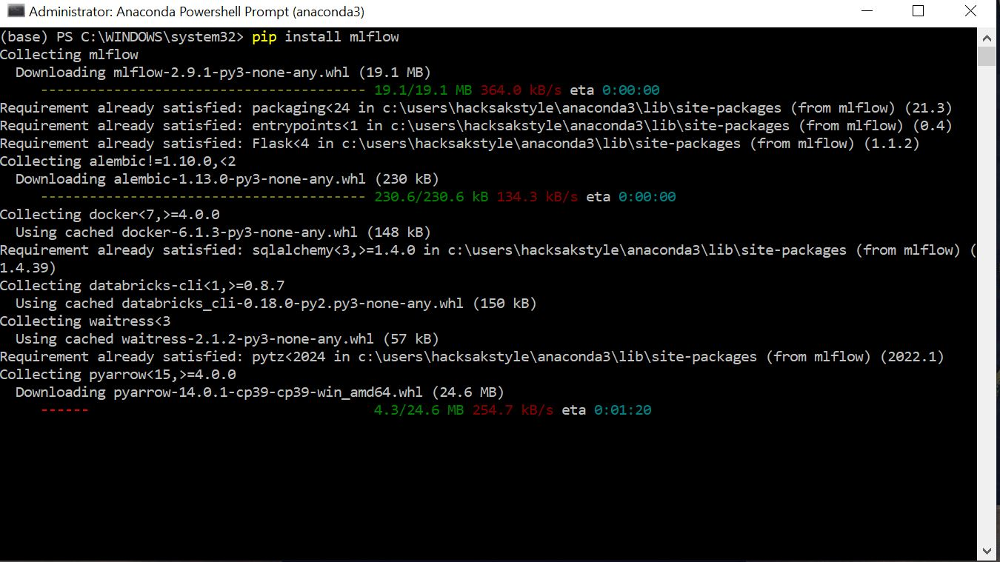 Administrator: Anaconda Powershell Prompt (anaconda3)
(base) PS C:\WINDOWS\system32> pip install mlflow
Collecting mlflow
  Downloading mlflow-2.9.1-py3-none-any.whl (19.1 MB)
     ---------------------------------------- 19.1/19.1 MB 364.0 kB/s eta 0:00:00
Requirement already satisfied: packaging<24 in c:\users\hacksakstyle\anaconda3\lib\site-packages (from mlflow) (21.3)
Requirement already satisfied: entrypoints<1 in c:\users\hacksakstyle\anaconda3\lib\site-packages (from mlflow) (0.4)
Requirement already satisfied: Flask<4 in c:\users\hacksakstyle\anaconda3\lib\site-packages (from mlflow) (1.1.2)
Collecting alembic!=1.10.0,<2
  Downloading alembic-1.13.0-py3-none-any.whl (230 kB)
     ---------------------------------------- 230.6/230.6 kB 134.3 kB/s eta 0:00:00
Collecting docker<7,>=4.0.0
  Using cached docker-6.1.3-py3-none-any.whl (148 kB)
Requirement already satisfied: sqlalchemy<3,>=1.4.0 in c:\users\hacksakstyle\anaconda3\lib\site-packages (from mlflow) (
1.4.39)
Collecting databricks-cli<1,>=0.8.7
  Using cached databricks_cli-0.18.0-py2.py3-none-any.whl (150 kB)
Collecting waitress<3
  Using cached waitress-2.1.2-py3-none-any.whl (57 kB)
Requirement already satisfied: pytz<2024 in c:\users\hacksakstyle\anaconda3\lib\site-packages (from mlflow) (2022.1)
Collecting pyarrow<15,>=4.0.0
  Downloading pyarrow-14.0.1-cp39-cp39-win_amd64.whl (24.6 MB)
     ------                                   4.3/24.6 MB 254.7 kB/s eta 0:01:20